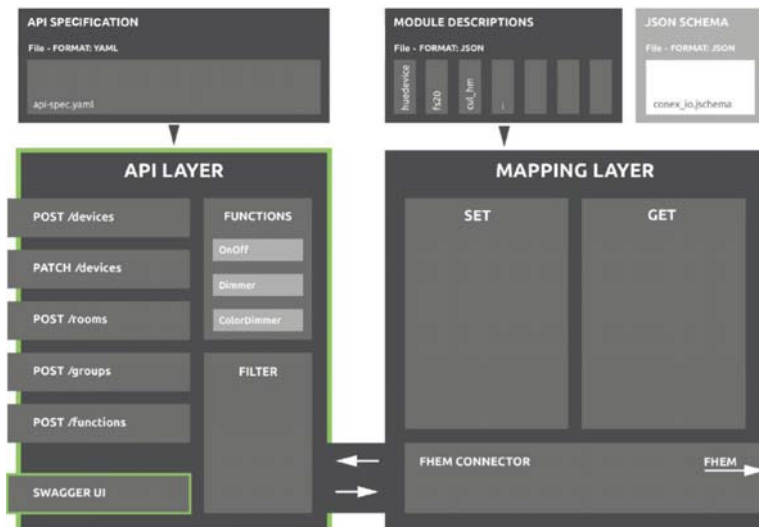 API SPECIFICATION
File - FORMAT: YAML
api-spec.yaml
MODULE DESCRIPTIONS
File - FORMAT: JSON
huedevice
fs20
cul_hm
...
JSON SCHEMA
File - FORMAT: JSON
conex_io.jschema
API LAYER
POST /devices
PATCH /devices
POST /rooms
POST /groups
POST /functions
SWAGGER UI
FUNCTIONS
OnOff
Dimmer
ColorDimmer
FILTER
MAPPING LAYER
SET
GET
FHEM CONNECTOR
FHEM